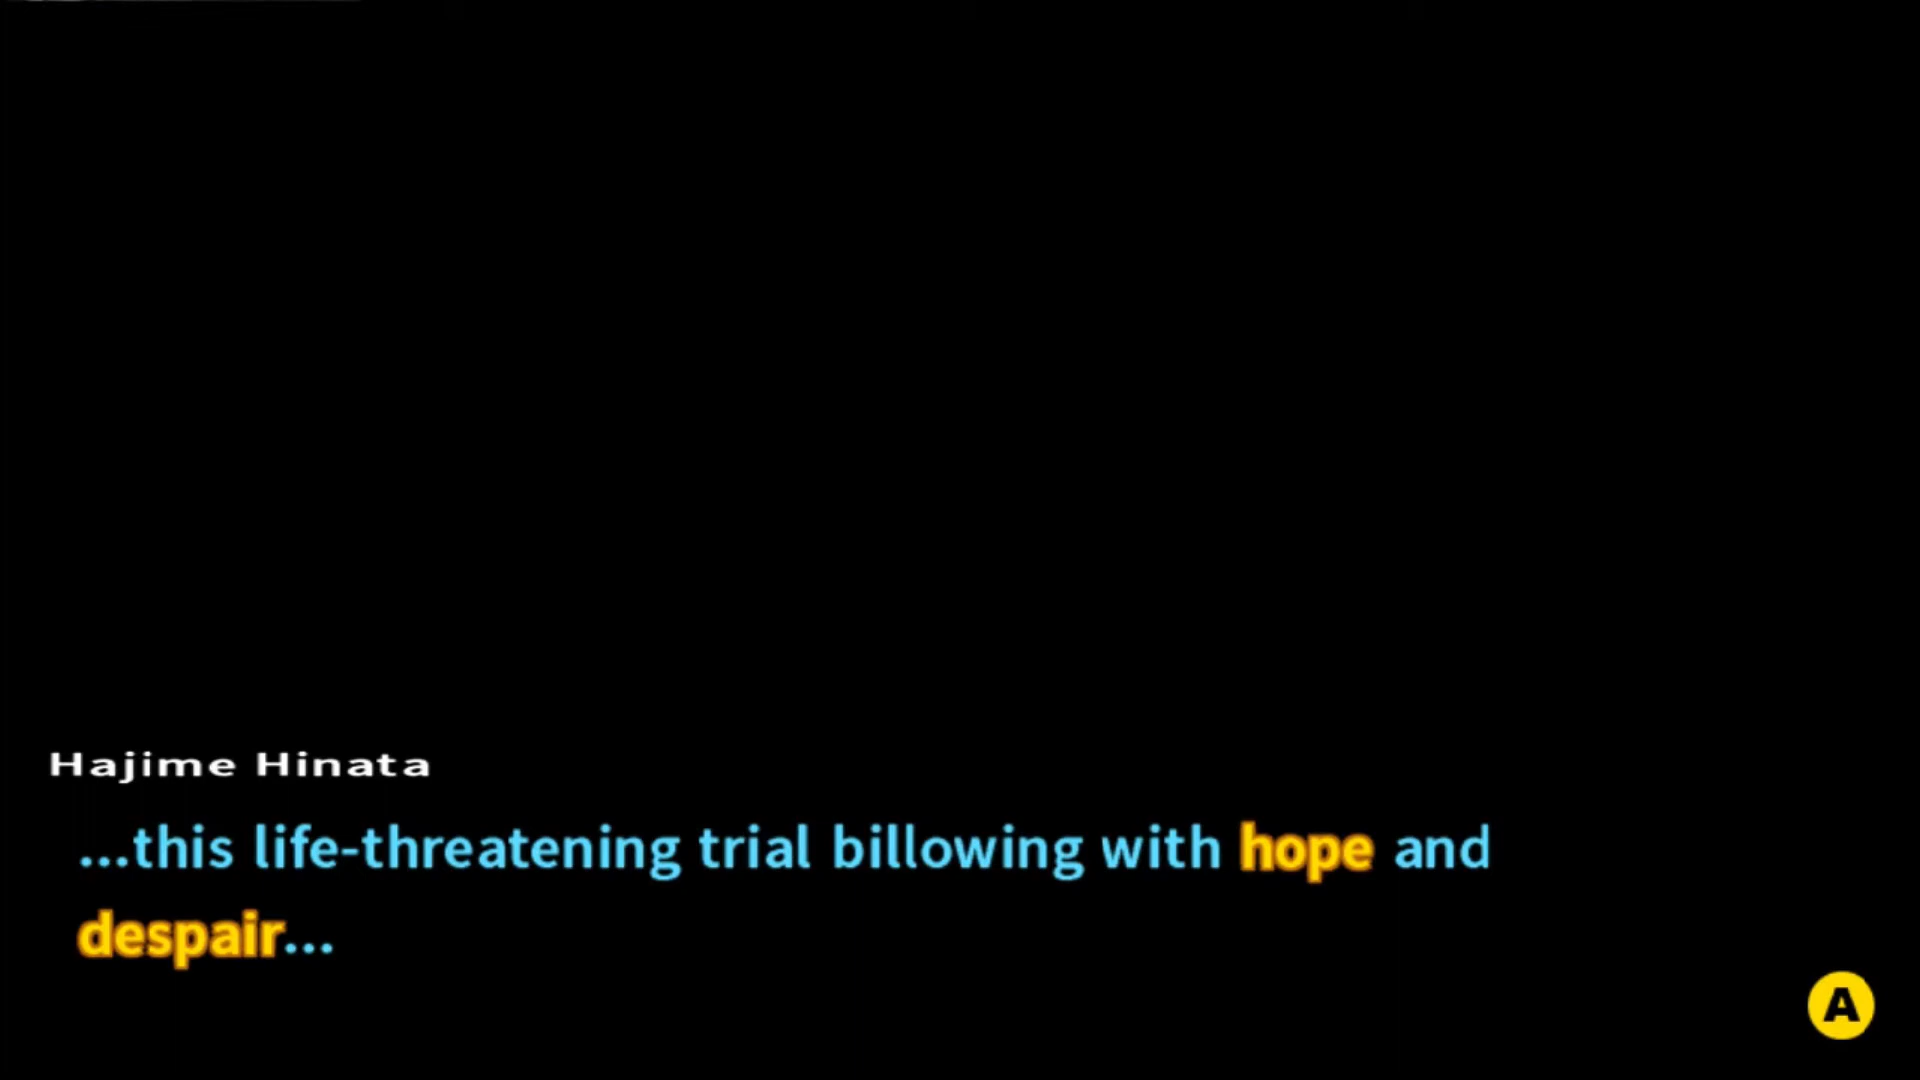 Hajime Hinata
...this life-threatening trial billowing with hope and
despair...
A